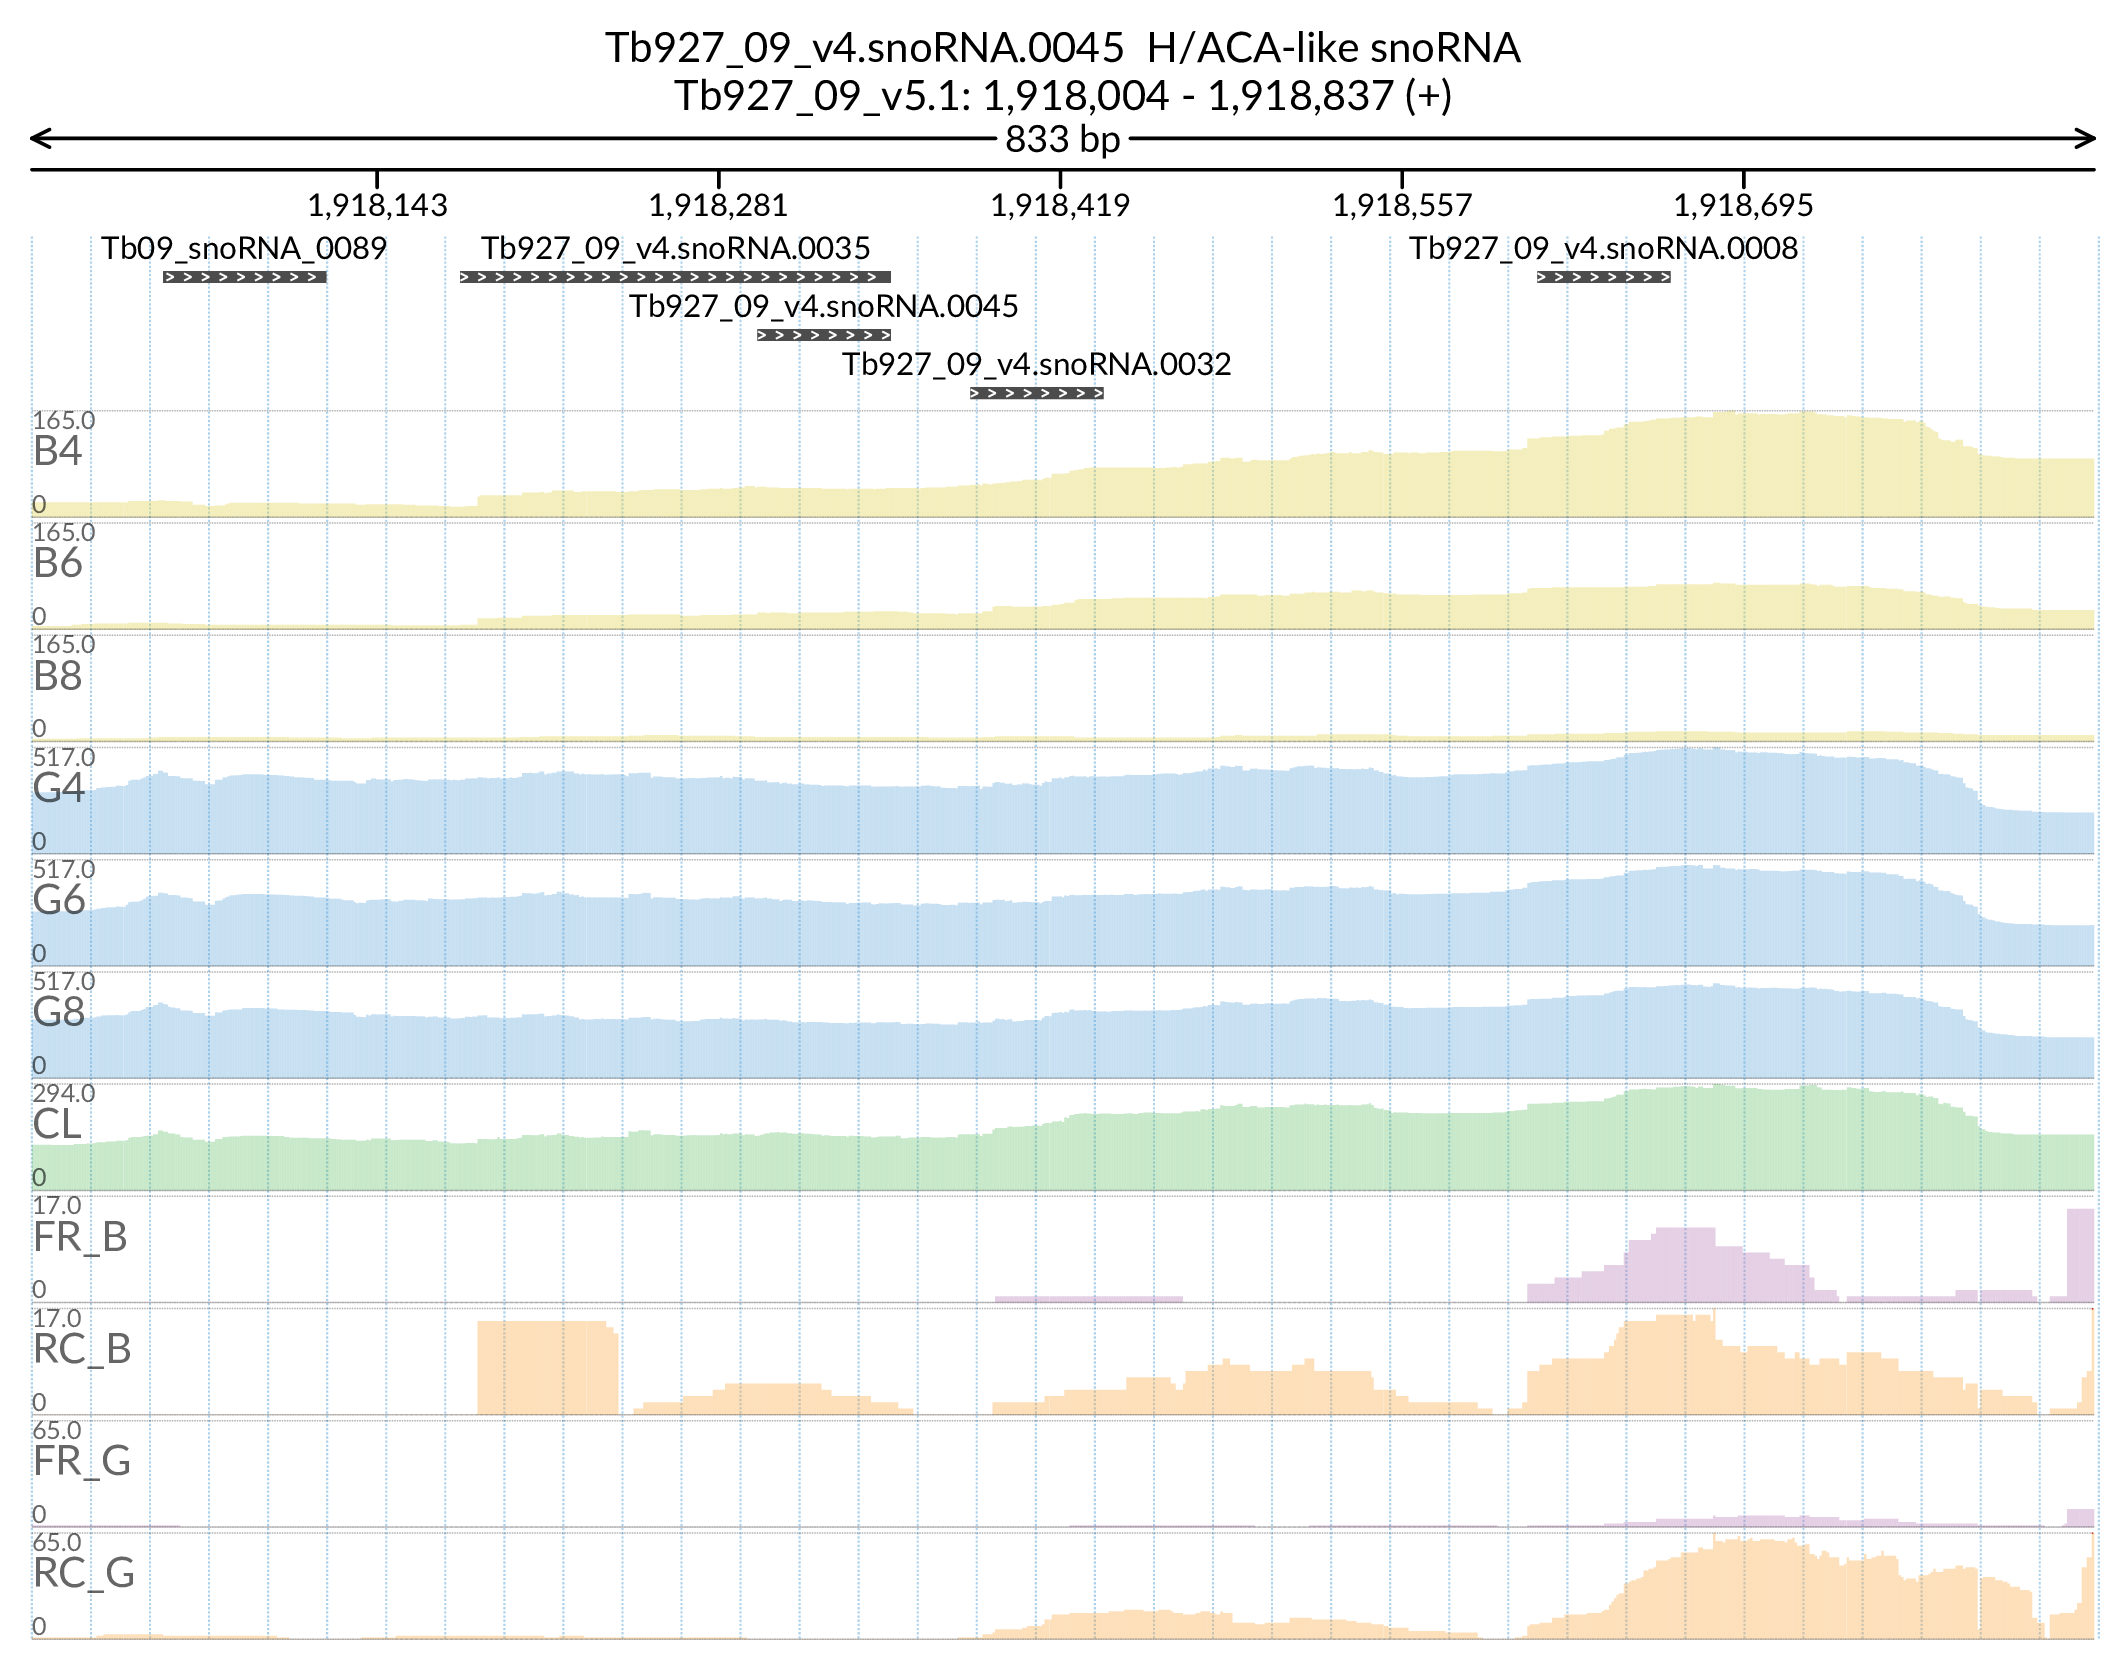 Tb927_09_v4.snoRNA.0045 H/ACA-like snoRNA
Tb927_09_v5.1: 1,918,004 - 1,918,837 (+)
833 bp
1,918,143 1,918,281 1,918,419 1,918,557 1,918,695
Tb09_snoRNA_0089 Tb927_09_v4.snoRNA.0035 Tb927_09_v4.snoRNA.0008
Tb927_09_v4.snoRNA.0045
Tb927_09_v4.snoRNA.0032
165.0
B4
0
165.0
B6
0
165.0
B8
0
517.0
G4
0
517.0
G6
0
517.0
G8
0
294.0
CL
0
17.0
FR_B
0
17.0
RC_B
0
65.0
FR_G
0
65.0
RC_G
0